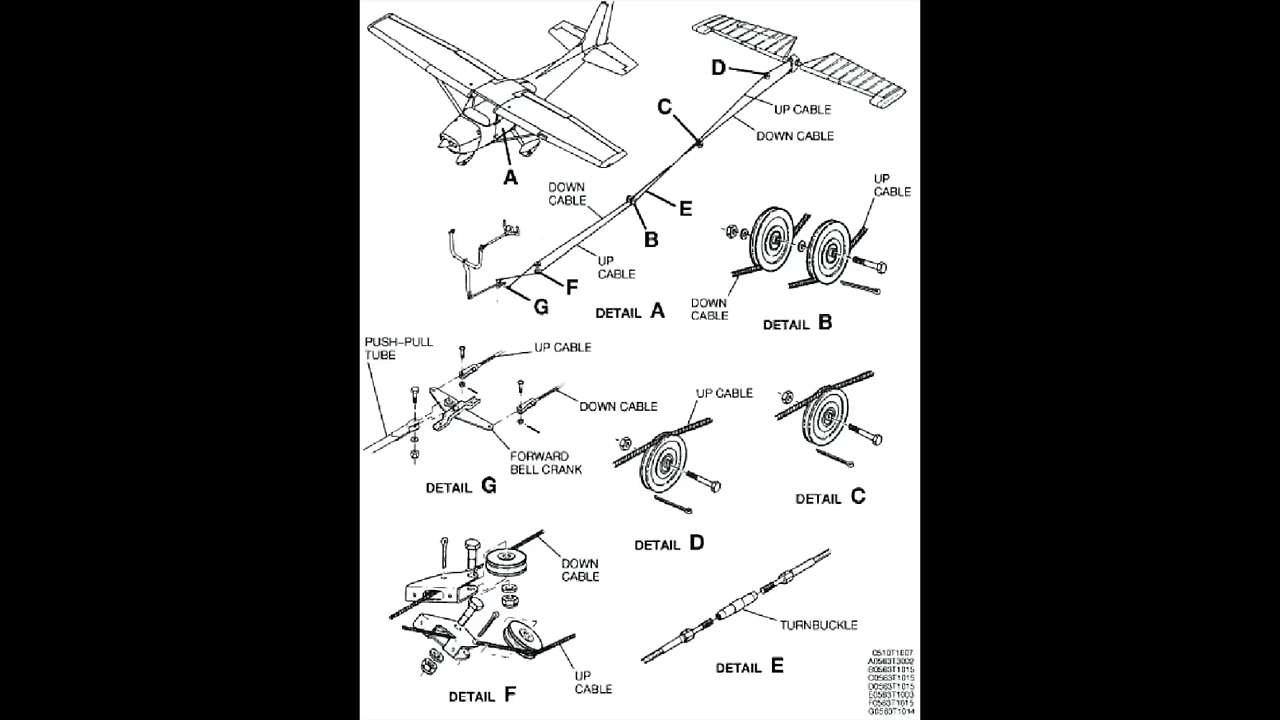 A
D
C
UP CABLE
DOWN CABLE
DOWN
CABLE
E
B
UP
CABLE
F
G
DETAIL A
UP
CABLE
DOWN
CABLE
DETAIL B
PUSH-PULL
TUBE
UP CABLE
DOWN CABLE
FORWARD
BELL CRANK
DETAIL G
UP CABLE
DETAIL D
DETAIL C
DOWN
CABLE
UP
CABLE
DETAIL F
TURNBUCKLE
DETAIL E
C510T1007
A0563T3002
B0563T1015
C0563T1015
D0563T1015
E0563T1003
F0563T1015
G0563T1014